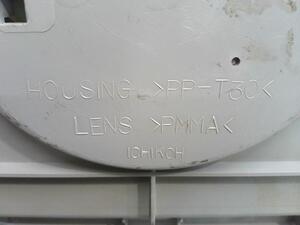 HOUSING >PP-T30<
LENS >PMMA<
ICHIKOH